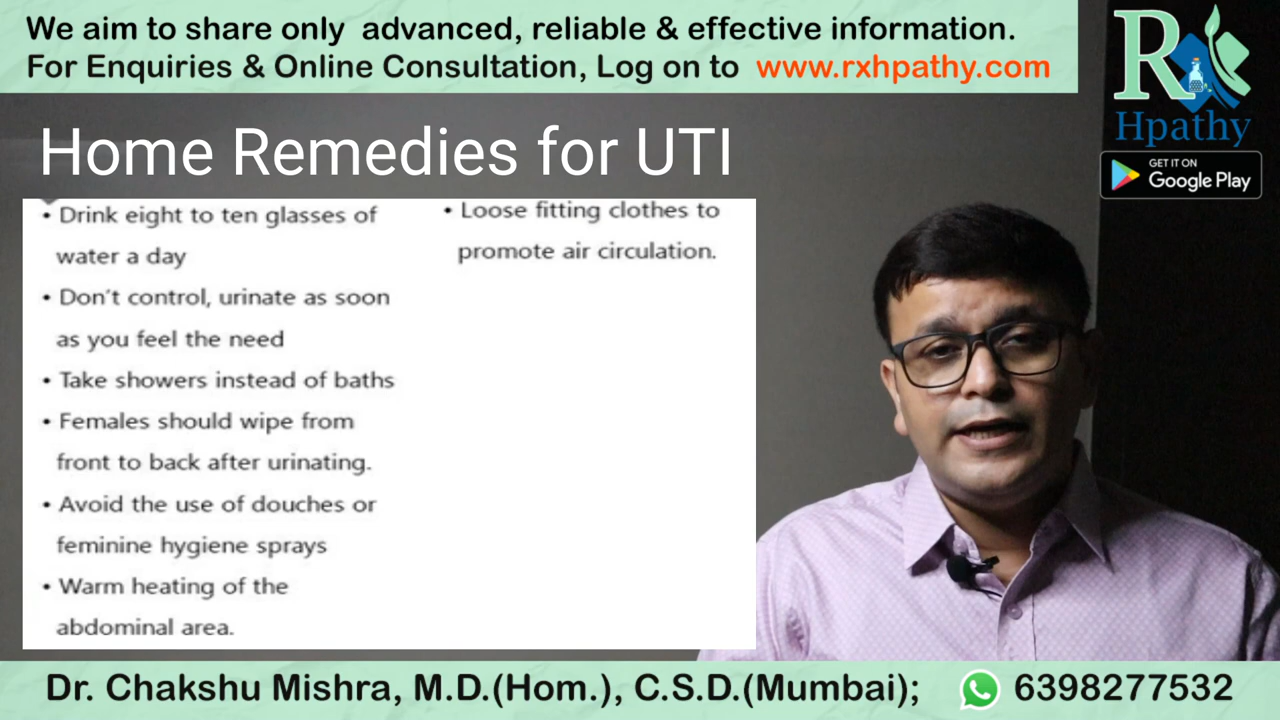 We aim to share only advanced, reliable & effective information.
For Enquiries & Online Consultation, Log on to www.rxhpathy.com
Rx
Hpathy
GET IT ON
Google Play
Home Remedies for UTI
• Drink eight to ten glasses of
water a day
• Don't control, urinate as soon
as you feel the need
• Take showers instead of baths
• Females should wipe from
front to back after urinating.
• Avoid the use of douches or
feminine hygiene sprays
• Warm heating of the
abdominal area.
• Loose fitting clothes to
promote air circulation.
Dr. Chakshu Mishra, M.D.(Hom.), C.S.D.(Mumbai); 6398277532